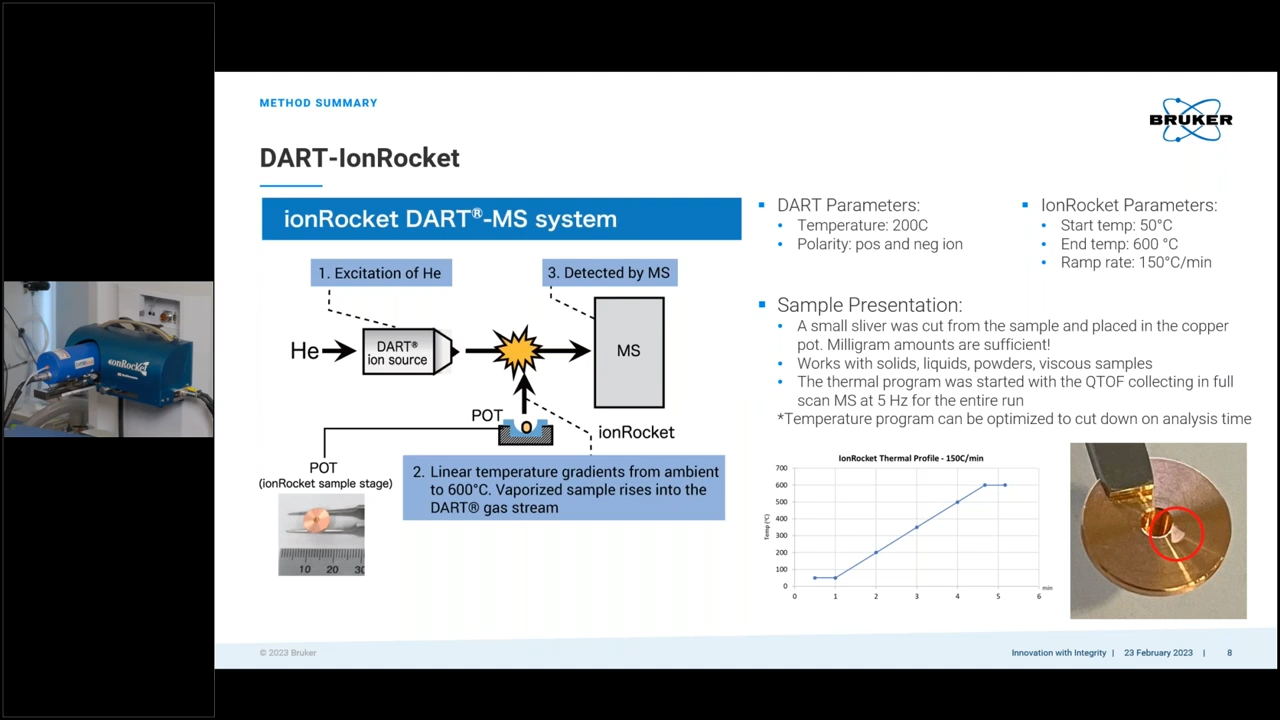 METHOD SUMMARY
BRUKER
DART-IonRocket
ionRocket DART®-MS system
1. Excitation of He
3. Detected by MS
He
DART®
ion source
MS
POT
ionRocket
POT
(ionRocket sample stage)
2. Linear temperature gradients from ambient
to 600°C. Vaporized sample rises into the
DART® gas stream
10 20 30
DART Parameters:
• Temperature: 200C
• Polarity: pos and neg ion
IonRocket Parameters:
• Start temp: 50°C
• End temp: 600 °C
• Ramp rate: 150°C/min
Sample Presentation:
• A small sliver was cut from the sample and placed in the copper
pot. Milligram amounts are sufficient!
• Works with solids, liquids, powders, viscous samples
• The thermal program was started with the QTOF collecting in full
scan MS at 5 Hz for the entire run
*Temperature program can be optimized to cut down on analysis time
IonRocket Thermal Profile - 150C/min
Temp (°C)
700
600
500
400
300
200
100
0
0 1 2 3 4 5 6
min
ionRocket
© 2023 Bruker
Innovation with Integrity | 23 February 2023 | 8